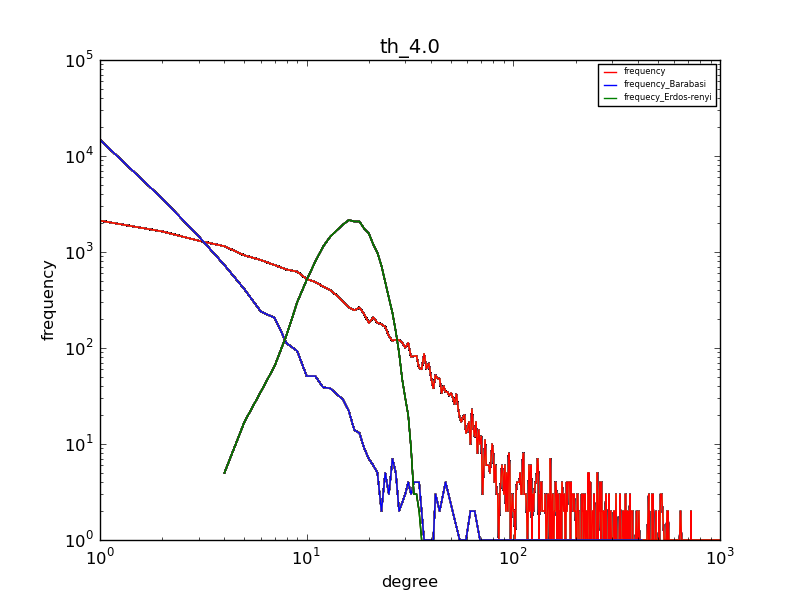 th_4.0
frequency
frequency_Barabasi
frequecy_Erdos-renyi
10^5
10^4
10^3
10^2
10^1
10^0
frequency
10^0 10^1 10^2 10^3
degree